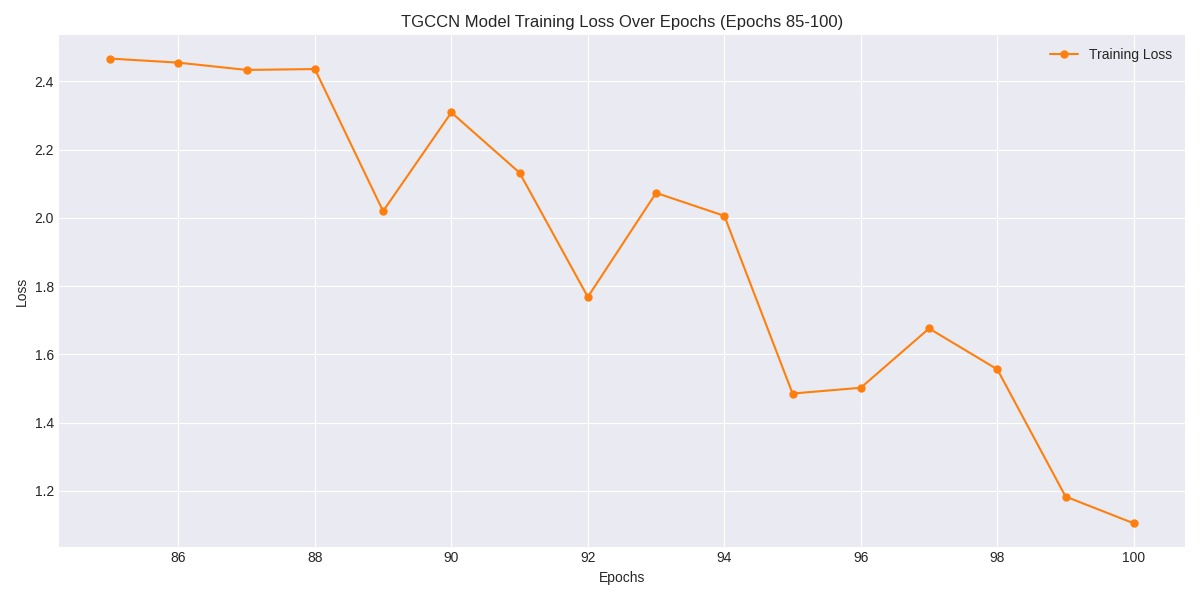 TGCCN Model Training Loss Over Epochs (Epochs 85-100)
Training Loss
Loss
2.4
2.2
2.0
1.8
1.6
1.4
1.2
86 88 90 92 94 96 98 100
Epochs